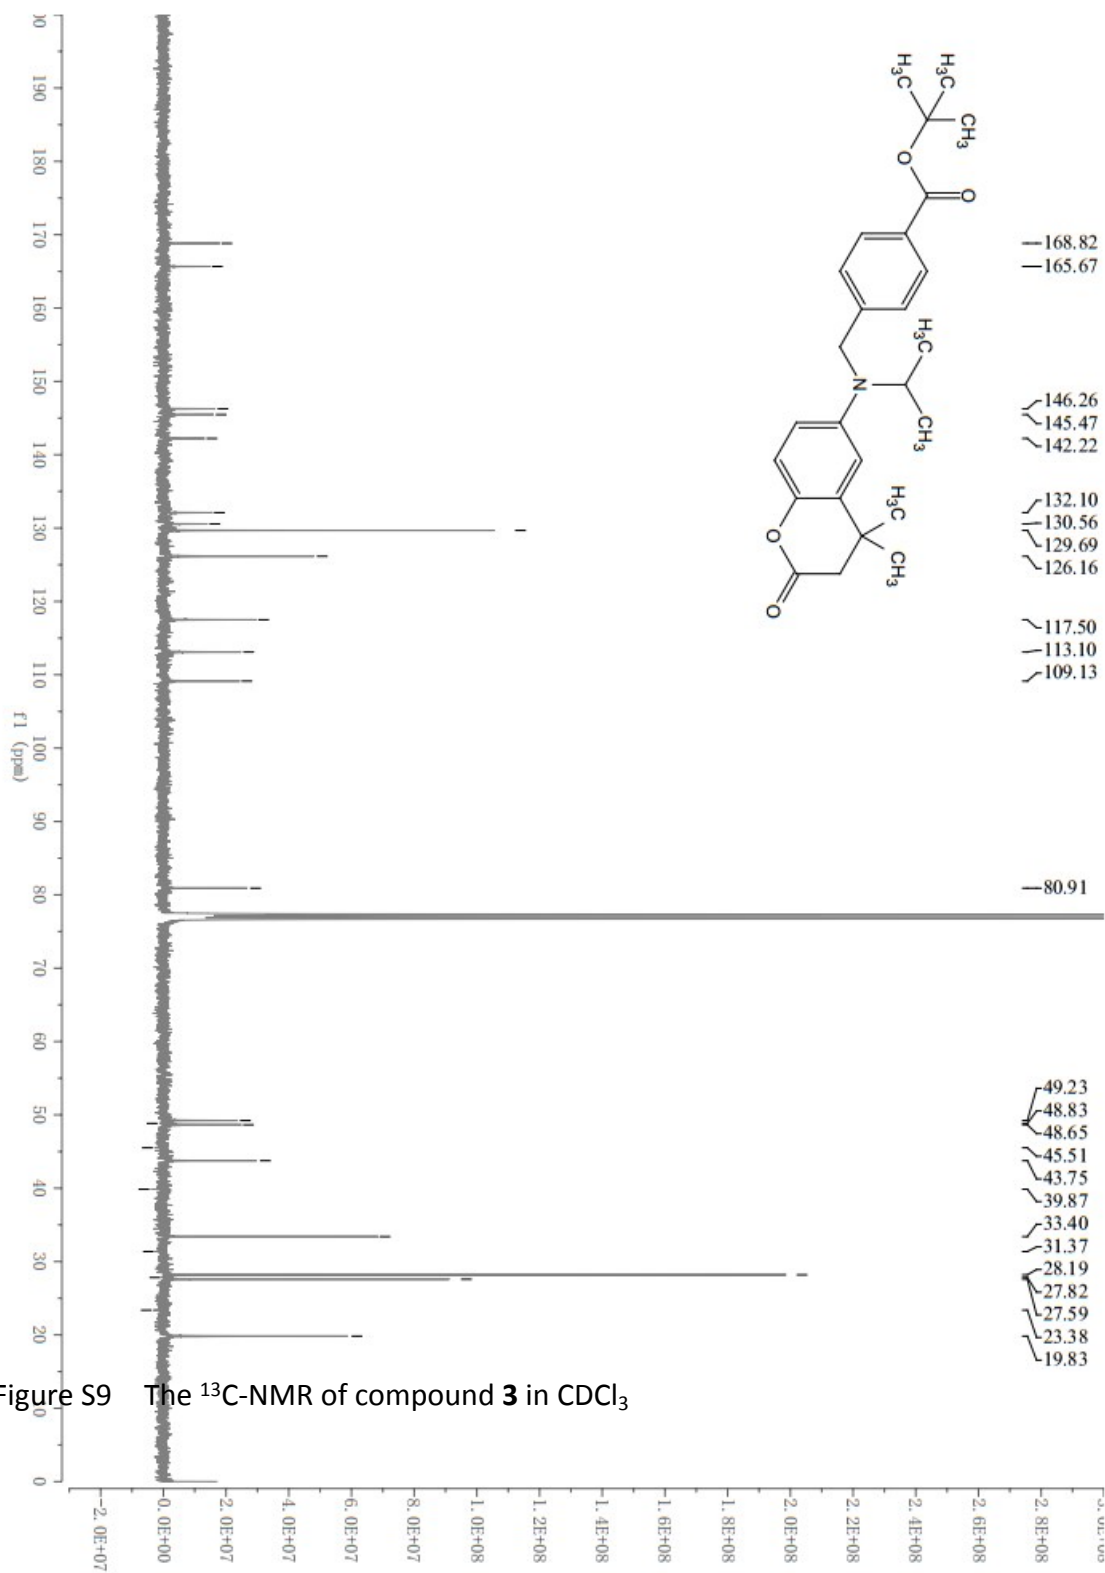 168.82
165.67
146.26
145.47
142.22
132.10
130.56
129.69
126.16
117.50
113.10
109.13
80.91
49.23
48.83
48.65
45.51
43.75
39.87
33.40
31.37
28.19
27.82
27.59
23.38
19.83
H₃C
H₃C
CH₃
O
O
H₃C
N
CH₃
H₃C
CH₃
O
O
190
180
170
160
150
140
130
120
110
100
90
80
70
60
50
40
30
20
0
f1 (ppm)
2.8E+08
2.6E+08
2.4E+08
2.2E+08
2.0E+08
1.8E+08
1.6E+08
1.4E+08
1.2E+08
1.0E+08
8.0E+07
6.0E+07
4.0E+07
2.0E+07
0.0E+00
-2.0E+07
Figure S9 The ¹³C-NMR of compound 3 in CDCl₃